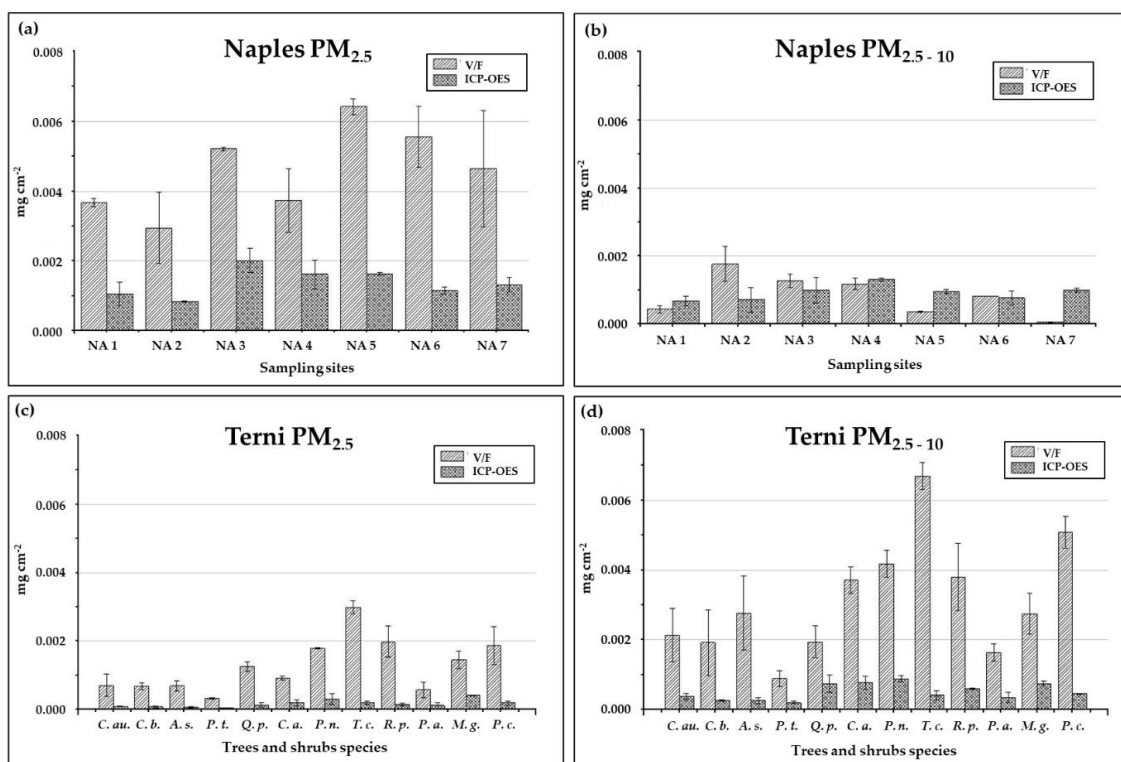 (a)
Naples PM2.5
V/F
ICP-OES
0.008
0.006
0.004
0.002
0.000
mg cm-2
NA 1 NA 2 NA 3 NA 4 NA 5 NA 6 NA 7
Sampling sites
(b)
Naples PM2.5 - 10
V/F
ICP-OES
0.008
0.006
0.004
0.002
0.000
mg cm-2
NA 1 NA 2 NA 3 NA 4 NA 5 NA 6 NA 7
Sampling sites
(c)
Terni PM2.5
V/F
ICP-OES
0.008
0.006
0.004
0.002
0.000
mg cm-2
C. au. C. b. A. s. P. t. Q. p. C. a. P. n. T. c. R. p. P. a. M. g. P. c.
Trees and shrubs species
(d)
Terni PM2.5 - 10
V/F
ICP-OES
0.008
0.006
0.004
0.002
0.000
mg cm-2
C. au. C. b. A. s. P. t. Q. p. C. a. P. n. T. c. R. p. P. a. M. g. P. c.
Trees and shrubs species